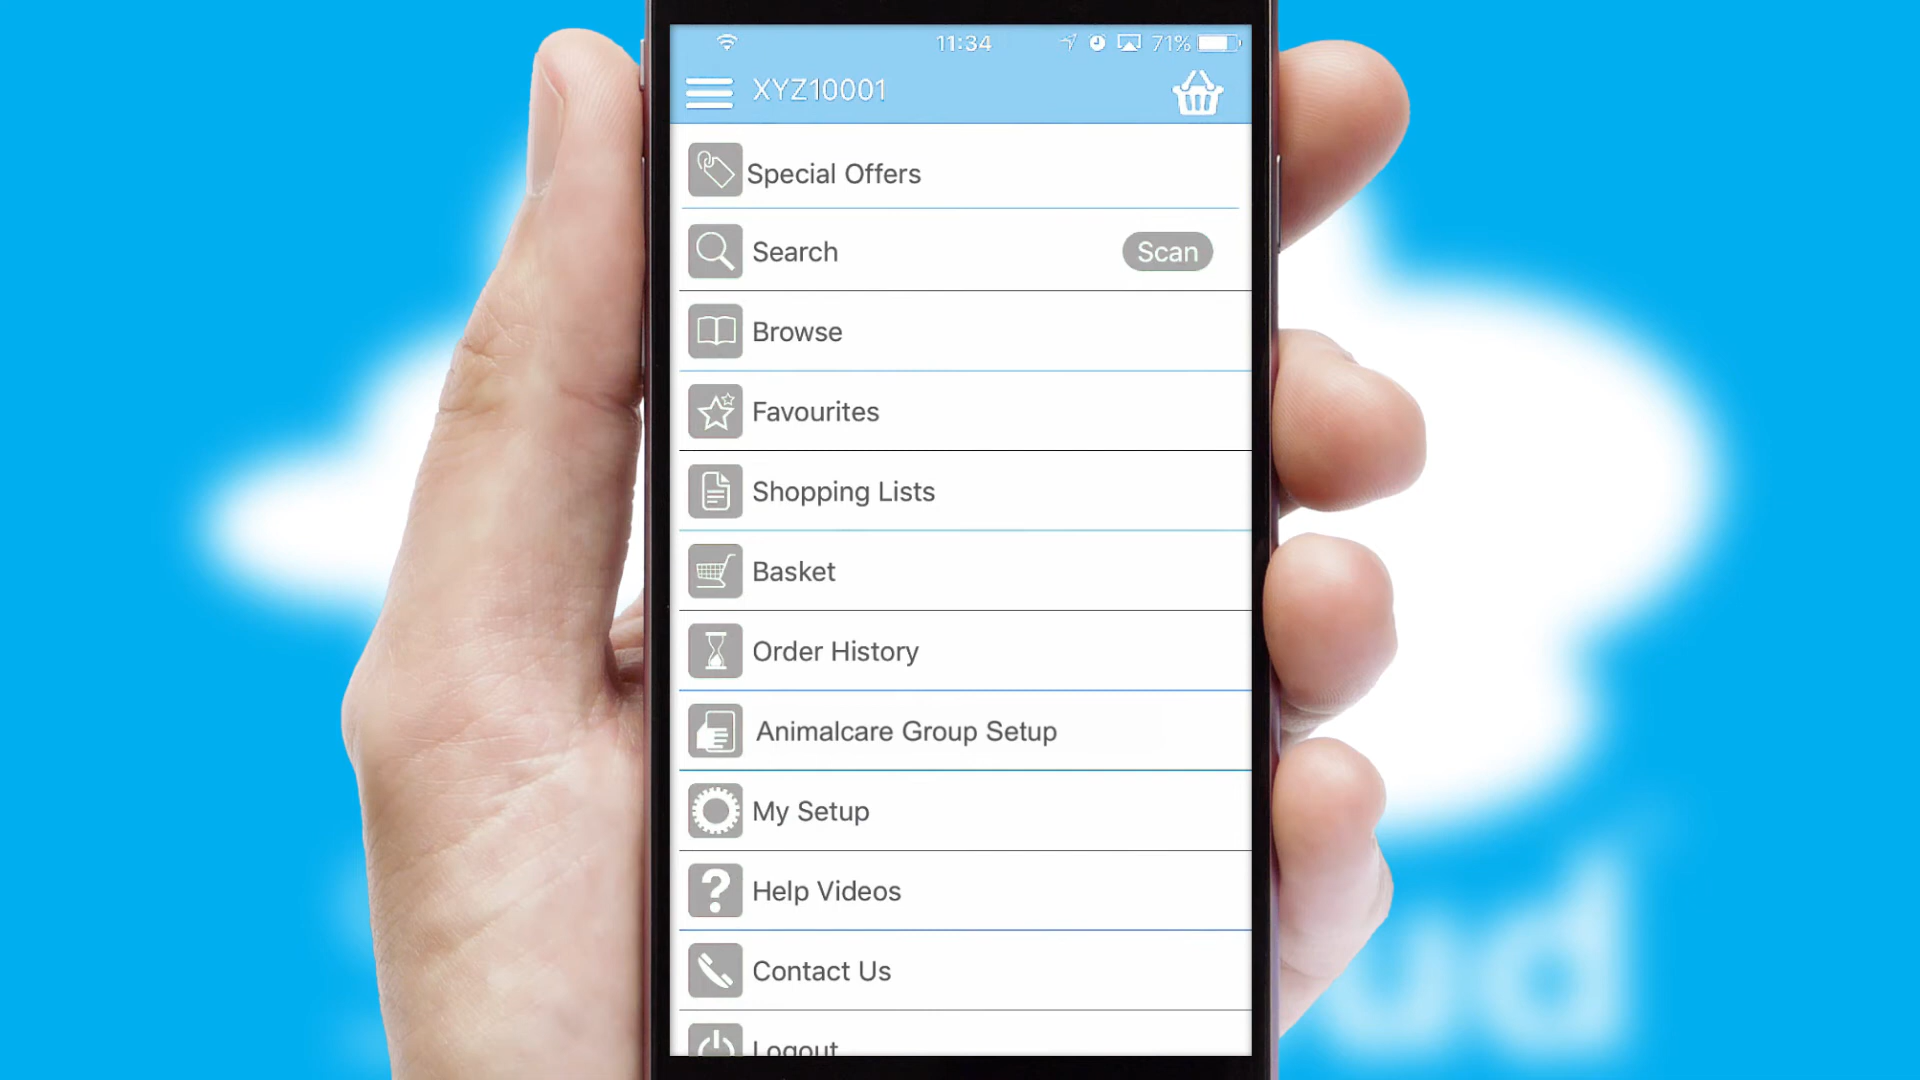 11:34 71%
XYZ10001
Special Offers
Search Scan
Browse
Favourites
Shopping Lists
Basket
Order History
Animalcare Group Setup
My Setup
Help Videos
Contact Us
Logout
ud